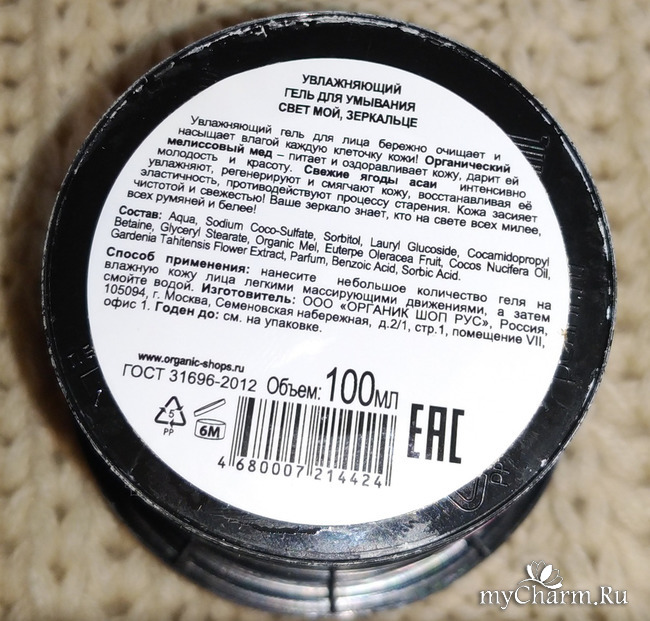 УВЛАЖНЯЮЩИЙ
ГЕЛЬ ДЛЯ УМЫВАНИЯ
СВЕТ МОЙ, ЗЕРКАЛЬЦЕ
Увлажняющий гель для лица бережно очищает и
насыщает влагой каждую клеточку кожи! Органический
мелиссовый мед – питает и оздоравливает кожу, дарит ей
молодость и красоту. Свежие ягоды асаи интенсивно
увлажняют, регенерируют и смягчают кожу, восстанавливая её
эластичность, противодействуют процессу старения. Кожа засияет
чистотой и свежестью! Ваше зеркало знает, кто на свете всех милее,
всех румяней и белее!
Состав: Aqua, Sodium Coco-Sulfate, Sorbitol, Lauryl Glucoside, Cocamidopropyl
Betaine, Glyceryl Stearate, Organic Mel, Euterpe Oleracea Fruit, Cocos Nucifera Oil,
Gardenia Tahitensis Flower Extract, Parfum, Benzoic Acid, Sorbic Acid.
Способ применения: нанесите небольшое количество геля на
влажную кожу лица легкими массирующими движениями, а затем
смойте водой. Изготовитель: ООО «ОРГАНИК ШОП РУС», Россия,
105094, г. Москва, Семеновская набережная, д.2/1, стр.1, помещение VII,
офис 1. Годен до: см. на упаковке.
www.organic-shops.ru
ГОСТ 31696-2012 Объем: 100мл
5
PP
6М
EAC
4 680007 214424
myCharm.Ru